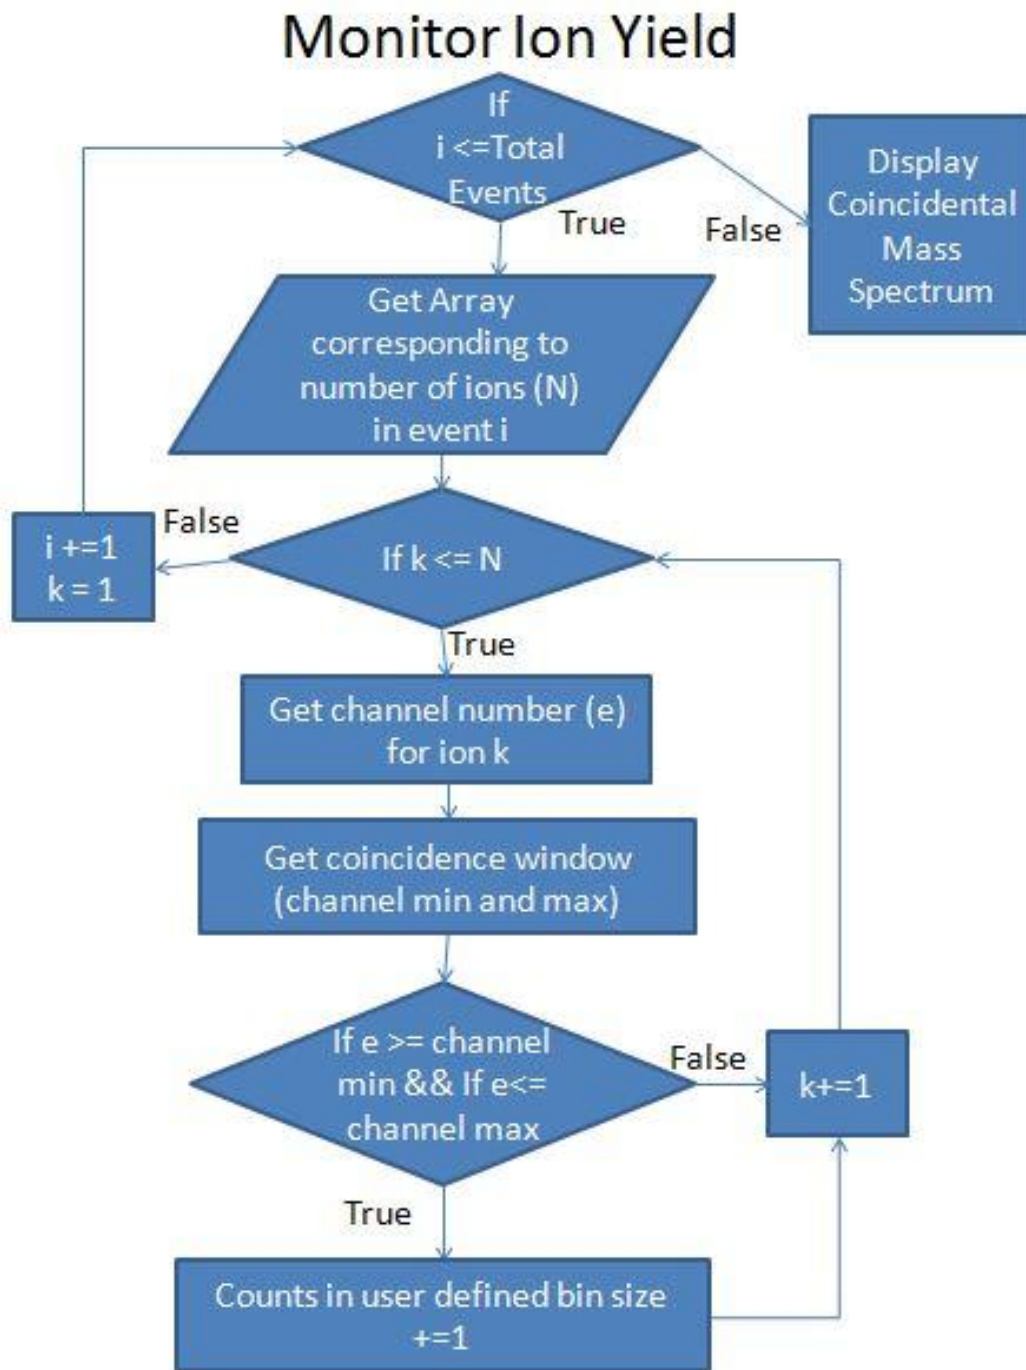 Monitor Ion Yield
If
i <=Total
Events
True
False
Display
Coincidental
Mass
Spectrum
Get Array
corresponding to
number of ions (N)
in event i
False
i +=1
k = 1
If k <= N
True
Get channel number (e)
for ion k
Get coincidence window
(channel min and max)
If e >= channel
min && If e<=
channel max
False
k+=1
True
Counts in user defined bin size
+=1